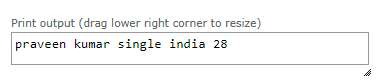 Print output (drag lower right corner to resize)
praveen kumar single india 28